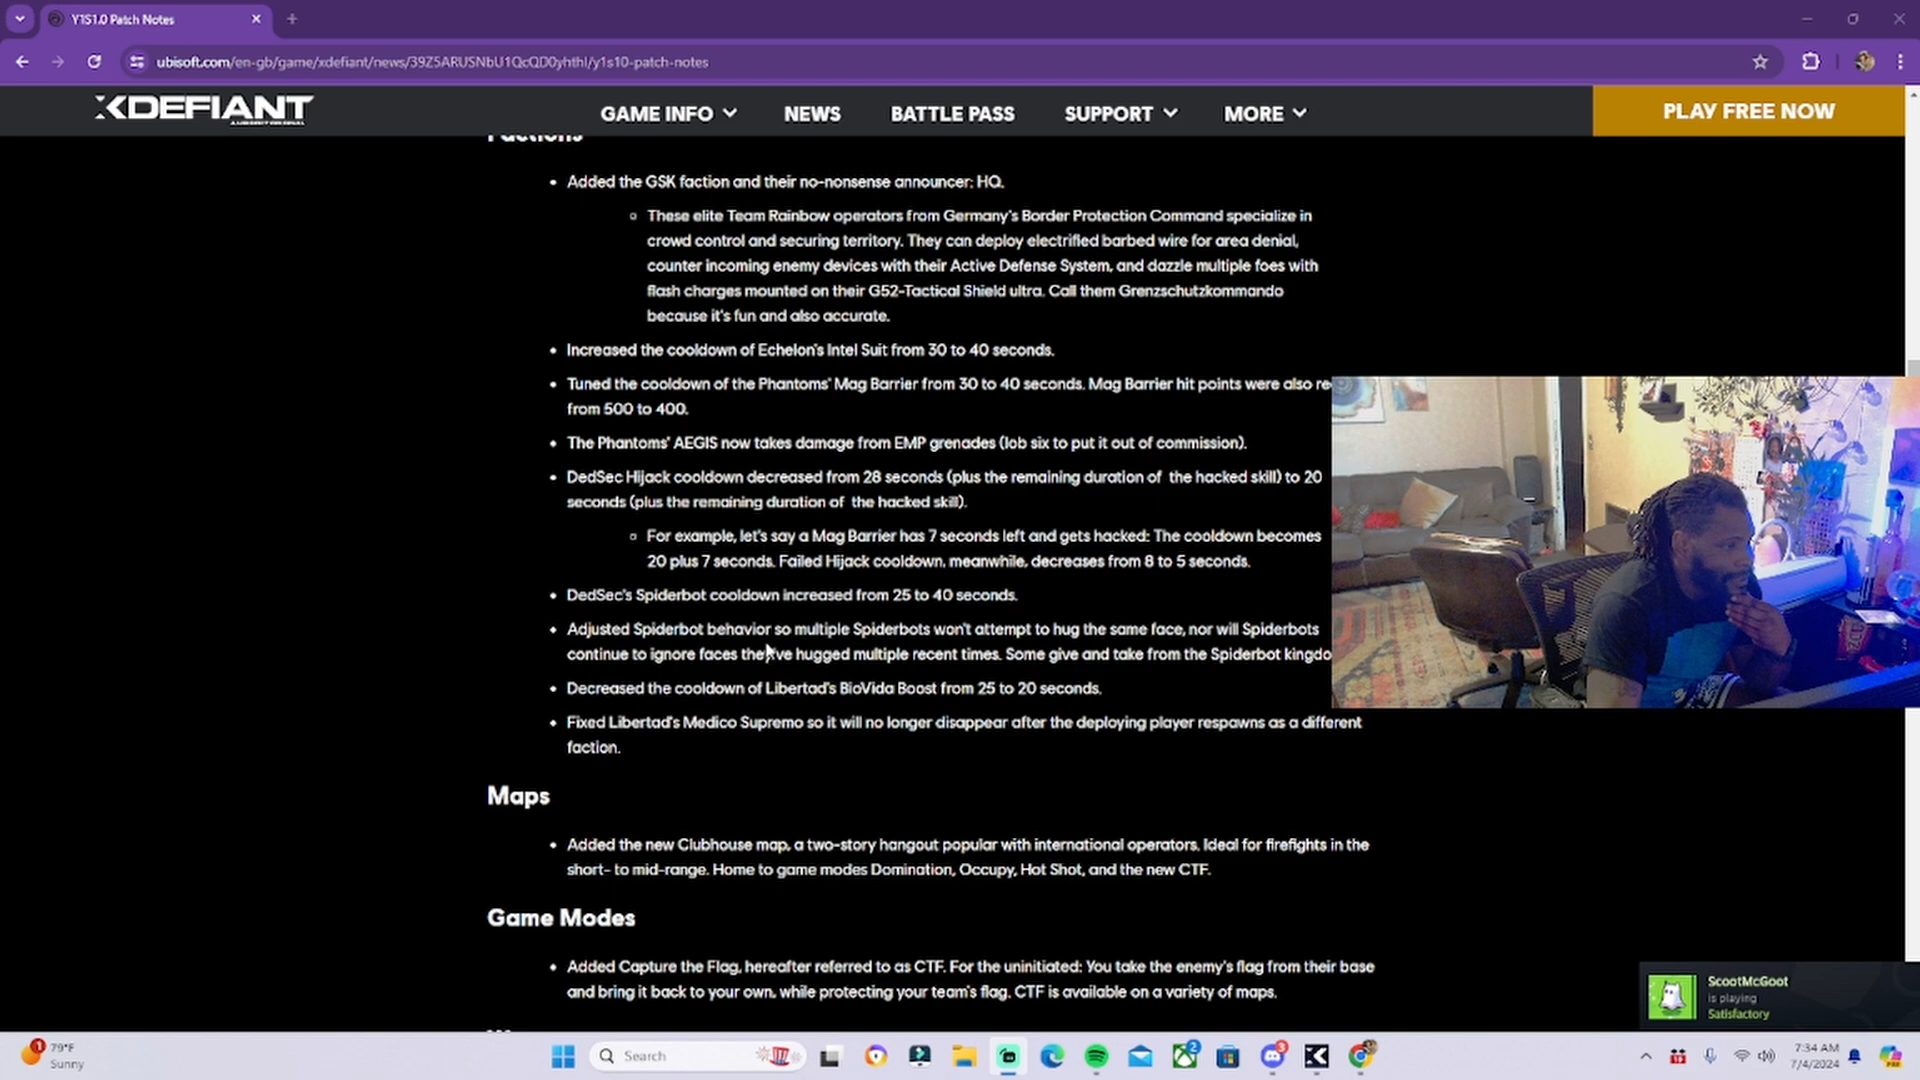 Y1S1.0 Patch Notes
ubisoft.com/en-gb/game/xdefiant/news/39Z5ARUSNbU1QcQD0yhthl/y1s10-patch-notes
XDEFIANT
GAME INFO
NEWS
BATTLE PASS
SUPPORT
MORE
PLAY FREE NOW
Factions
• Added the GSK faction and their no-nonsense announcer: HQ.
These elite Team Rainbow operators from Germany's Border Protection Command specialize in
crowd control and securing territory. They can deploy electrified barbed wire for area denial,
counter incoming enemy devices with their Active Defense System, and dazzle multiple foes with
flash charges mounted on their G52-Tactical Shield ultra. Call them Grenzschutzkommando
because it's fun and also accurate.
• Increased the cooldown of Echelon's Intel Suit from 30 to 40 seconds.
• Tuned the cooldown of the Phantoms' Mag Barrier from 30 to 40 seconds. Mag Barrier hit points were also re
from 500 to 400.
• The Phantoms' AEGIS now takes damage from EMP grenades (lob six to put it out of commission).
• DedSec Hijack cooldown decreased from 28 seconds (plus the remaining duration of the hacked skill) to 20
seconds (plus the remaining duration of the hacked skill).
For example, let's say a Mag Barrier has 7 seconds left and gets hacked: The cooldown becomes
20 plus 7 seconds. Failed Hijack cooldown, meanwhile, decreases from 8 to 5 seconds.
• DedSec's Spiderbot cooldown increased from 25 to 40 seconds.
• Adjusted Spiderbot behavior so multiple Spiderbots won't attempt to hug the same face, nor will Spiderbots
continue to ignore faces they've hugged multiple recent times. Some give and take from the Spiderbot kingdo
• Decreased the cooldown of Libertad's BioVida Boost from 25 to 20 seconds.
• Fixed Libertad's Medico Supremo so it will no longer disappear after the deploying player respawns as a different
faction.
Maps
• Added the new Clubhouse map, a two-story hangout popular with international operators. Ideal for firefights in the
short- to mid-range. Home to game modes Domination, Occupy, Hot Shot, and the new CTF.
Game Modes
• Added Capture the Flag, hereafter referred to as CTF. For the uninitiated: You take the enemy's flag from their base
and bring it back to your own, while protecting your team's flag. CTF is available on a variety of maps.
ScootMcGoot
is playing
Satisfactory
1
79°F
Sunny
Search
2
3
7:34 AM
7/4/2024